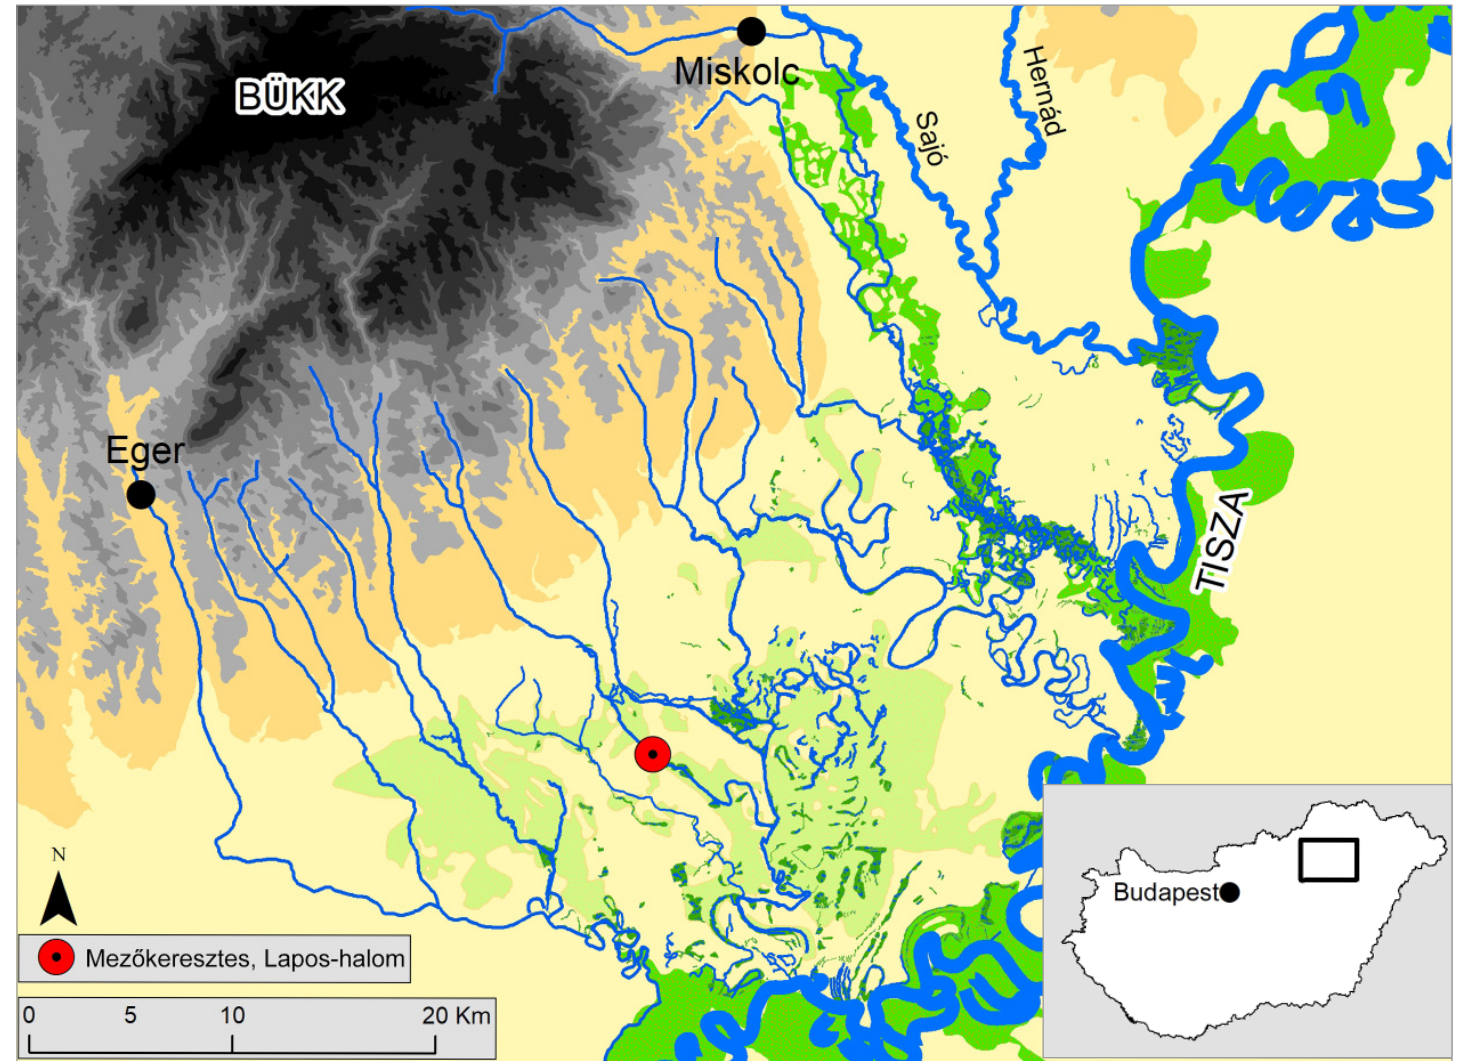 Miskolc
BÜKK
Sajó
Hernád
Eger
TISZA
N
Mezőkeresztes, Lapos-halom
0 5 10 20 Km
Budapest